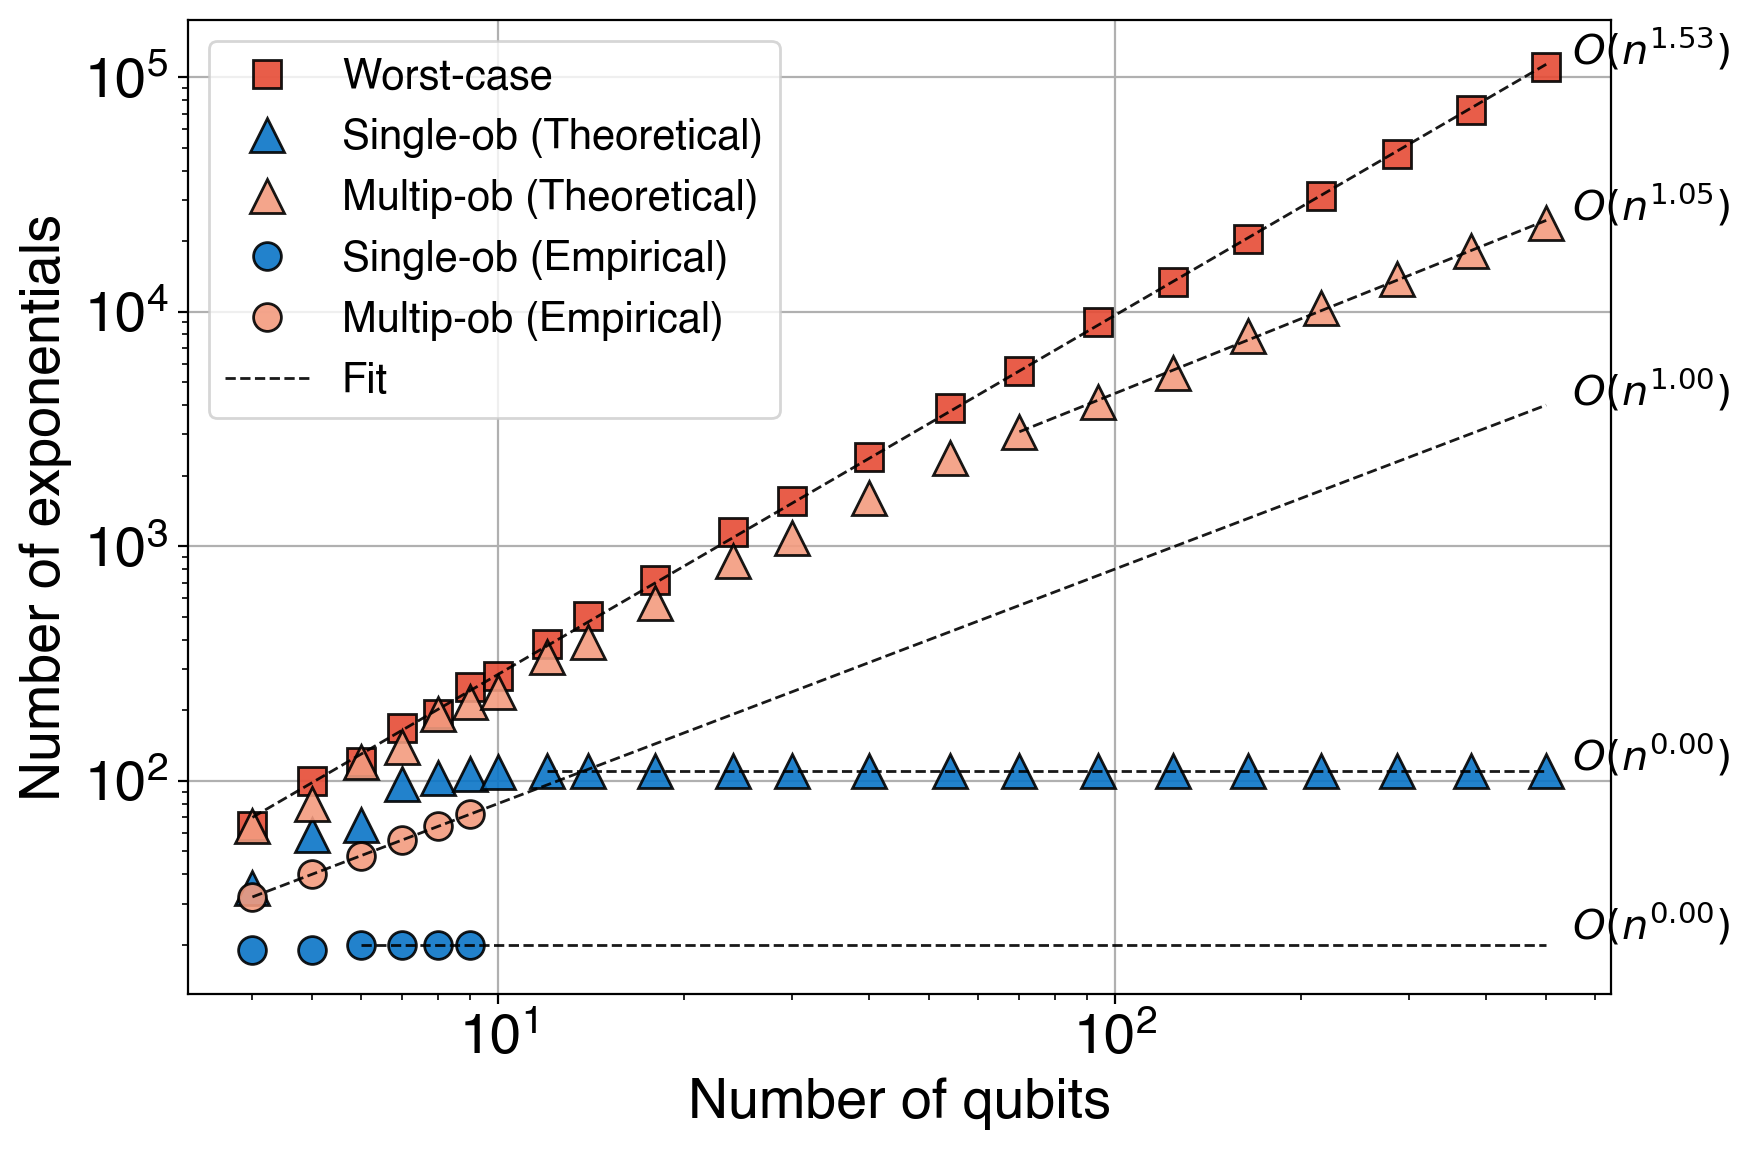 Number of exponentials
10^5
10^4
10^3
10^2
Worst-case
Single-ob (Theoretical)
Multip-ob (Theoretical)
Single-ob (Empirical)
Multip-ob (Empirical)
Fit
O(n^1.53)
O(n^1.05)
O(n^1.00)
O(n^0.00)
O(n^0.00)
10^1
10^2
Number of qubits